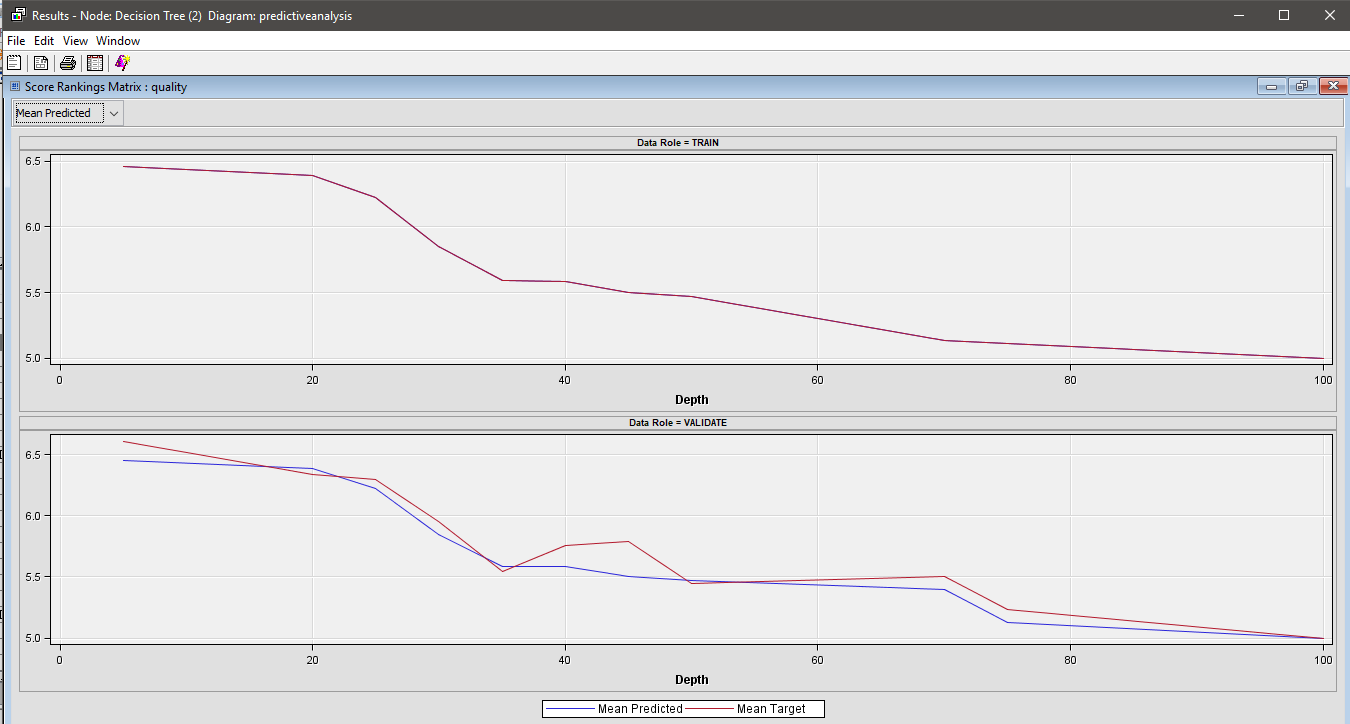 Results - Node: Decision Tree (2) Diagram: predictiveanalysis
File Edit View Window
Score Rankings Matrix : quality
Mean Predicted
Data Role = TRAIN
6.5
6.0
5.5
5.0
0 20 40 60 80 100
Depth
Data Role = VALIDATE
6.5
6.0
5.5
5.0
0 20 40 60 80 100
Depth
Mean Predicted Mean Target